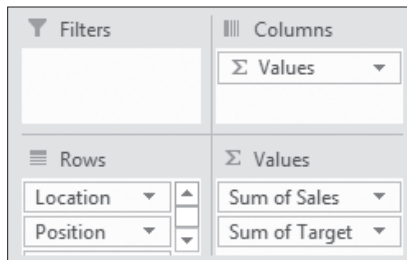 Filters
Columns
Σ Values
Rows
Σ Values
Location
Sum of Sales
Position
Sum of Target